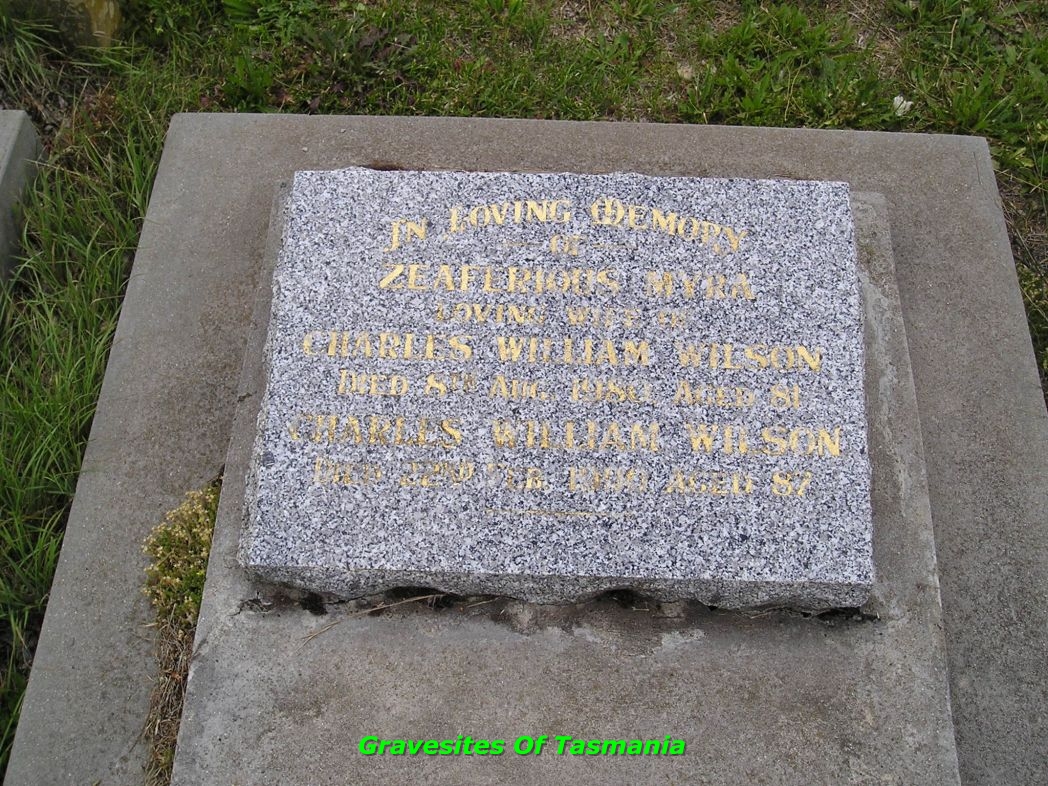 IN LOVING MEMORY
OF
ZEAFERIOUS MYRA
LOVING WIFE OF
CHARLES WILLIAM WILSON
DIED 8TH AUG. 1980. AGED 81
CHARLES WILLIAM WILSON
DIED 22ND FEB. 1990 AGED 87
Gravesites Of Tasmania